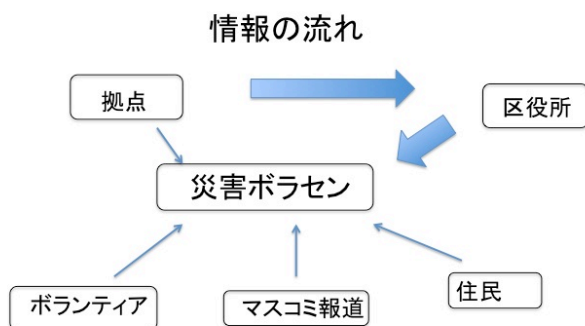 情報の流れ
拠点
区役所
災害ボラセン
ボランティア
マスコミ報道
住民